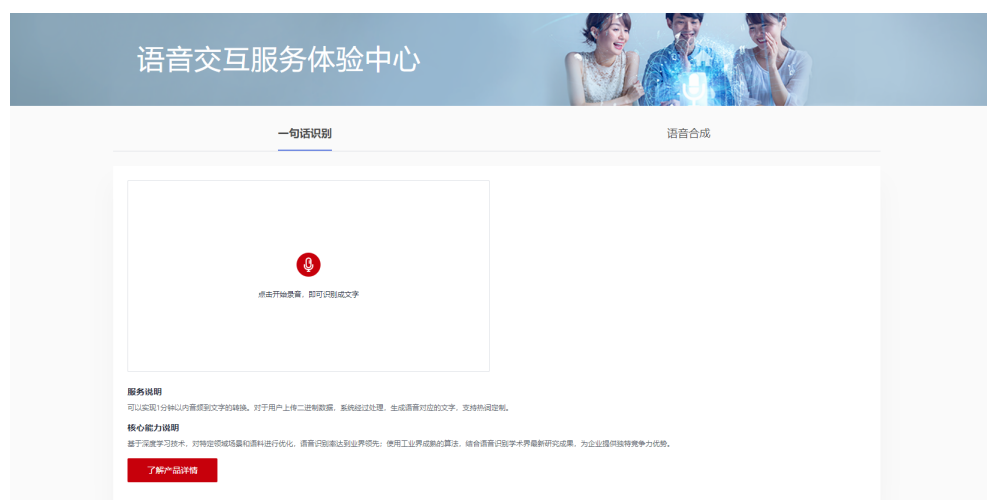 语音交互服务体验中心
一句话识别
语音合成
点击开始录音，即可识别成文字
服务说明
可以实现1分钟以内音频到文字的转换。对于用户上传二进制数据，系统经过处理，生成语音对应的文字，支持热词定制。
核心能力说明
基于深度学习技术，对特定领域场景和语料进行优化，语音识别率达到业界领先；使用工业界成熟的算法，结合语音识别学术界最新研究成果，为企业提供独特竞争力优势。
了解产品详情